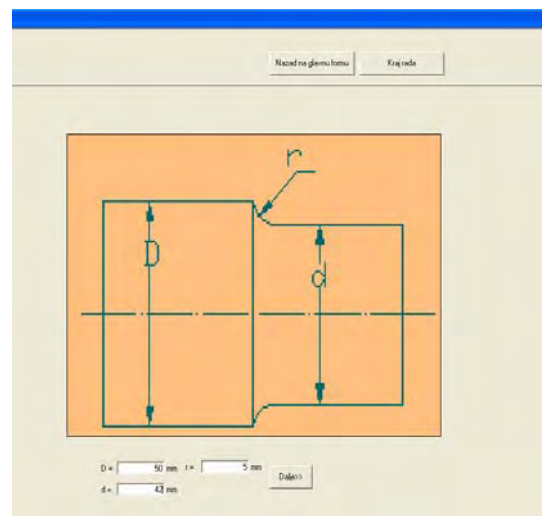 Nazad na glavnu formu Kraj rada
r
D
d
D = 50 mm r = 5 mm Dalje>>
d = 42 mm